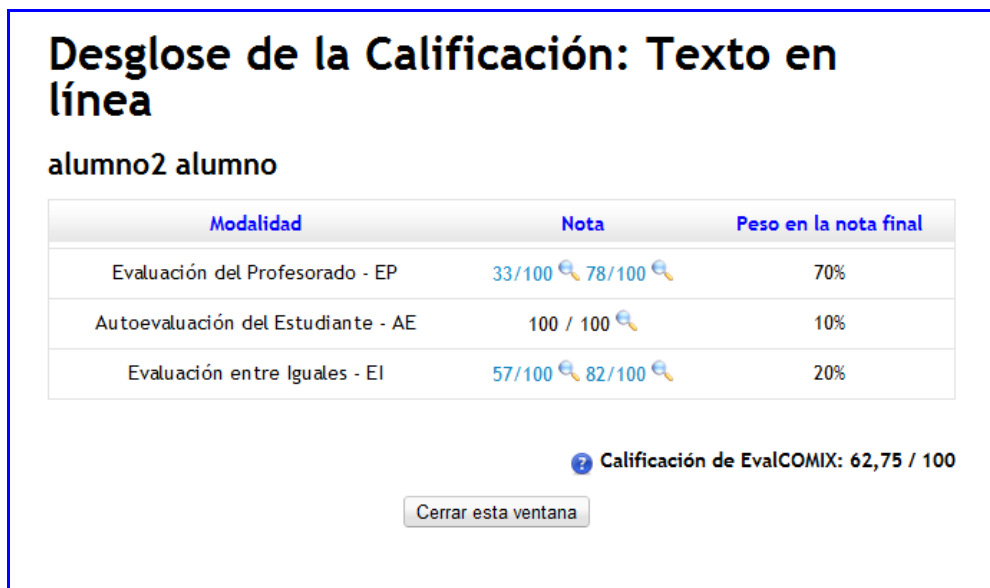 Desglose de la Calificación: Texto en
línea
alumno2 alumno
Modalidad Nota Peso en la nota final
Evaluación del Profesorado - EP 33/100 78/100 70%
Autoevaluación del Estudiante - AE 100 / 100 10%
Evaluación entre Iguales - EI 57/100 82/100 20%
? Calificación de EvalCOMIX: 62,75 / 100
Cerrar esta ventana